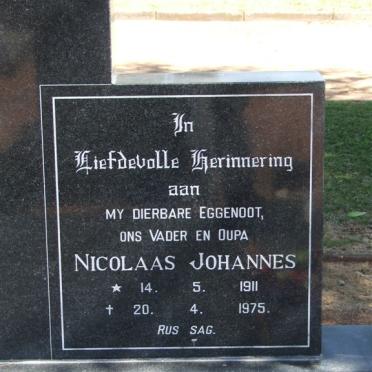 In
Liefdevolle Herinnering
aan
MY DIERBARE EGGENOOT,
ONS VADER EN OUPA
NICOLAAS JOHANNES
★ 14. 5. 1911
† 20. 4. 1975.
RUS SAG.